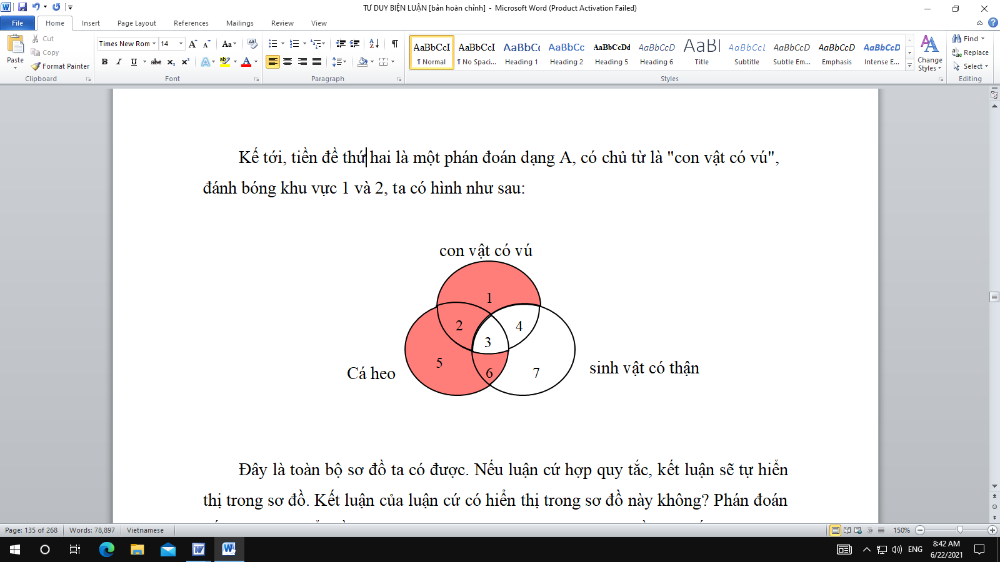 TƯ DUY BIỆN LUẬN [bản hoàn chỉnh] - Microsoft Word (Product Activation Failed)
File Home Insert Page Layout References Mailings Review View
Paste
Cut
Copy
Format Painter
Clipboard
Times New Rom 14
Font
Paragraph
AaBbCcI AaBbCcI AaBbCc AaBbCc AaBbCcDd AaBbCcD AaBl AaBbCcL AaBbCcD AaBbCcD AaBbCcD
¶ Normal ¶ No Spaci... Heading 1 Heading 2 Heading 5 Heading 6 Title Subtitle Subtle Em... Emphasis Intense E...
Styles
Change
Styles
Find
Replace
Select
Editing
Kế tới, tiền đề thứ hai là một phán đoán dạng A, có chủ từ là "con vật có vú",
đánh bóng khu vực 1 và 2, ta có hình như sau:
con vật có vú
1
2
4
3
5
6
7
Cá heo
sinh vật có thận
Đây là toàn bộ sơ đồ ta có được. Nếu luận cứ hợp quy tắc, kết luận sẽ tự hiển
thị trong sơ đồ. Kết luận của luận cứ có hiển thị trong sơ đồ này không? Phán đoán
Page: 135 of 268 Words: 78,897 Vietnamese 150%
ENG
8:42 AM
6/22/2021